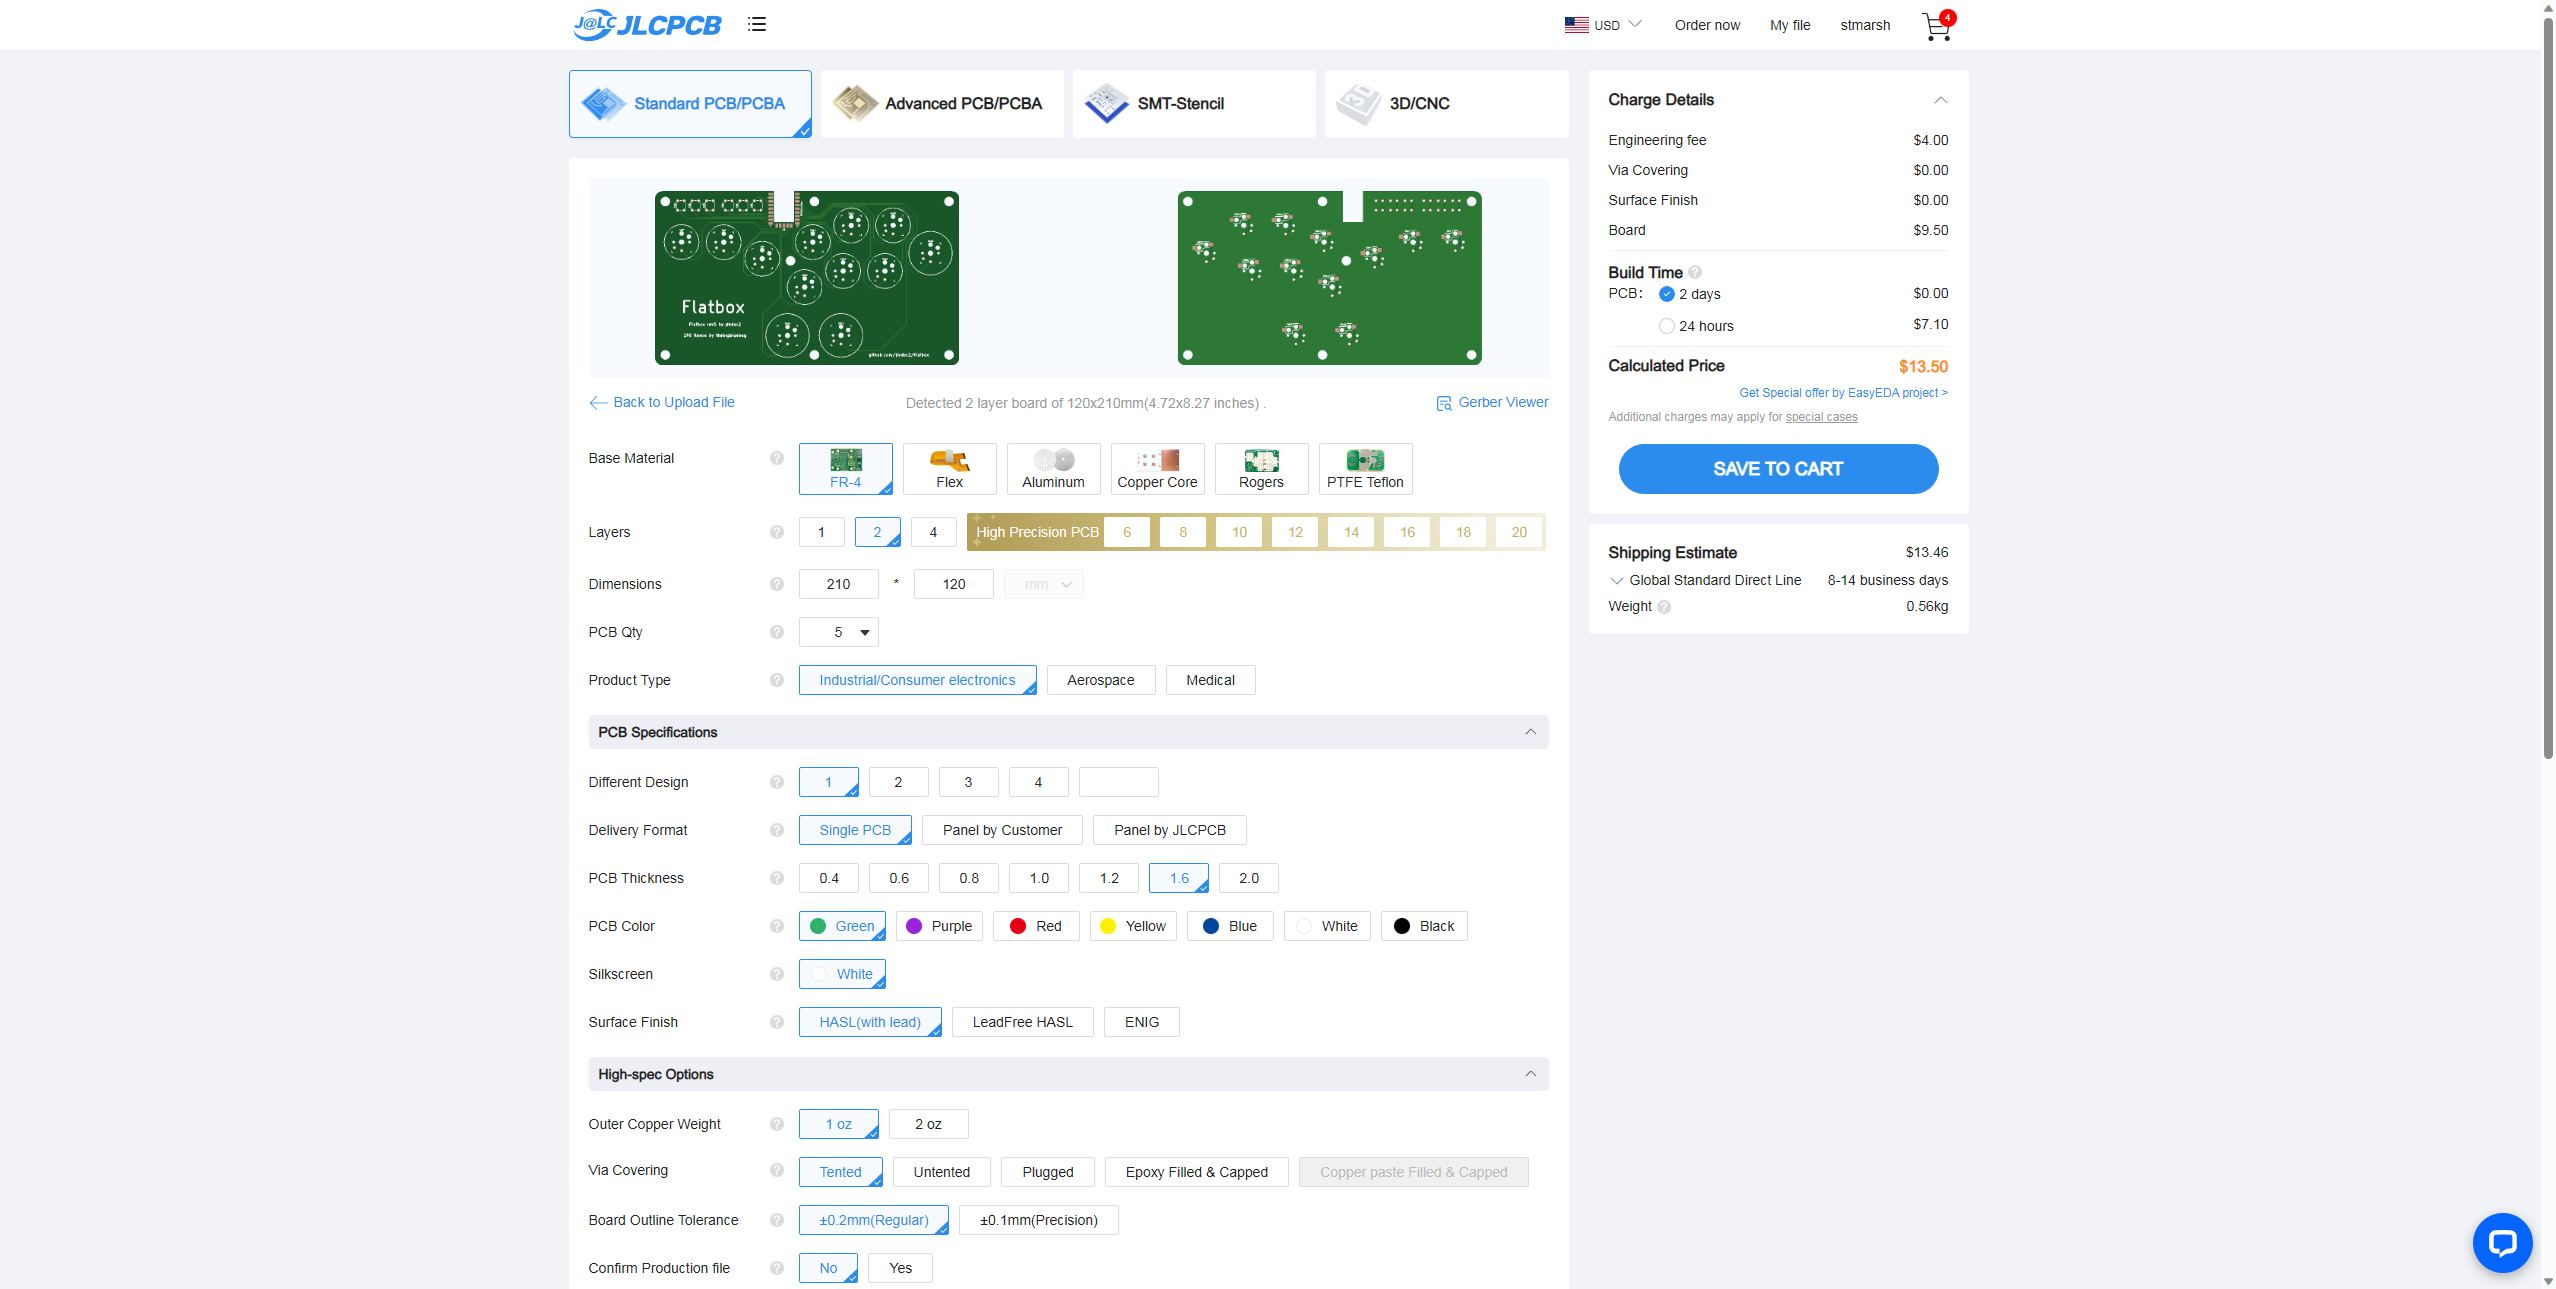 J@LC JLCPCB
USD
Order now
My file
stmarsh
4
Standard PCB/PCBA
Advanced PCB/PCBA
SMT-Stencil
3D/CNC
Flatbox
Back to Upload File
Detected 2 layer board of 120x210mm(4.72x8.27 inches) .
Gerber Viewer
Base Material ? FR-4 Flex Aluminum Copper Core Rogers PTFE Teflon
Layers ? 1 2 4 High Precision PCB 6 8 10 12 14 16 18 20
Dimensions ? 210 * 120 mm
PCB Qty ? 5
Product Type ? Industrial/Consumer electronics Aerospace Medical
PCB Specifications
Different Design ? 1 2 3 4
Delivery Format ? Single PCB Panel by Customer Panel by JLCPCB
PCB Thickness ? 0.4 0.6 0.8 1.0 1.2 1.6 2.0
PCB Color ? Green Purple Red Yellow Blue White Black
Silkscreen ? White
Surface Finish ? HASL(with lead) LeadFree HASL ENIG
High-spec Options
Outer Copper Weight ? 1 oz 2 oz
Via Covering ? Tented Untented Plugged Epoxy Filled & Capped Copper paste Filled & Capped
Board Outline Tolerance ? ±0.2mm(Regular) ±0.1mm(Precision)
Confirm Production file ? No Yes
Charge Details
Engineering fee $4.00
Via Covering $0.00
Surface Finish $0.00
Board $9.50
Build Time ?
PCB: 2 days $0.00
24 hours $7.10
Calculated Price $13.50
Get Special offer by EasyEDA project >
Additional charges may apply for special cases
SAVE TO CART
Shipping Estimate $13.46
Global Standard Direct Line 8-14 business days
Weight ? 0.56kg